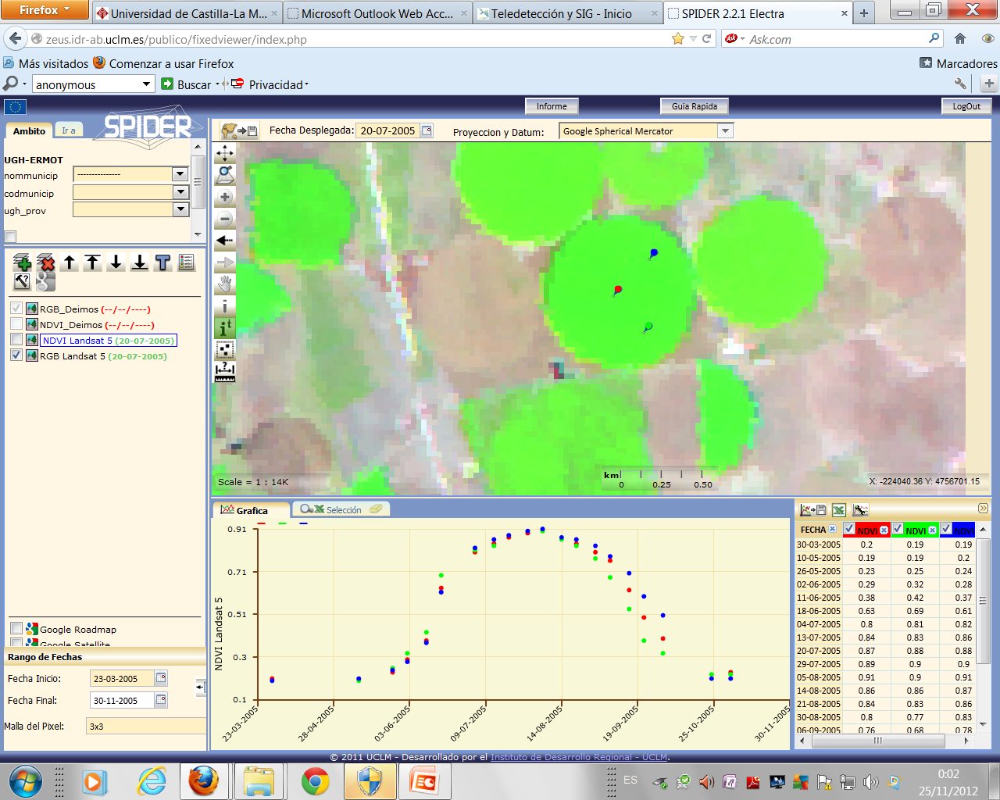 Firefox
Universidad de Castilla-La M...
Microsoft Outlook Web Acc...
Teledetección y SIG - Inicio
SPIDER 2.2.1 Electra
zeus.idr-ab.uclm.es/publico/fixedviewer/index.php
Ask
Ask.com
Más visitados
Comenzar a usar Firefox
Marcadores
anonymous
Buscar
Privacidad
Informe
Guia Rapida
LogOut
Ambito
Ir a
SPIDER
Fecha Desplegada:
20-07-2005
Proyeccion y Datum:
Google Spherical Mercator
UGH-ERMOT
nommunicip
---------------
codmunicip
ugh_prov
RGB_Deimos (--/--/----)
NDVI_Deimos (--/--/----)
NDVI Landsat 5 (20-07-2005)
RGB Landsat 5 (20-07-2005)
Scale = 1 : 14K
km
0 0.25 0.50
X: -224040.36 Y: 4756701.15
Google Roadmap
Google Satellite
Rango de Fechas
Fecha Inicio:
23-03-2005
Fecha Final:
30-11-2005
Malla del Pixel:
3x3
Grafica
Selección
NDVI Landsat 5
0.91
0.71
0.51
0.3
0.1
23-03-2005
28-04-2005
03-06-2005
09-07-2005
14-08-2005
19-09-2005
25-10-2005
30-11-2005
FECHA NDVI NDVI NDV
30-03-2005 0.2 0.19 0.19
10-05-2005 0.19 0.19 0.2
26-05-2005 0.23 0.25 0.24
02-06-2005 0.29 0.32 0.28
11-06-2005 0.38 0.42 0.37
18-06-2005 0.63 0.69 0.61
04-07-2005 0.8 0.81 0.82
13-07-2005 0.84 0.83 0.86
20-07-2005 0.87 0.88 0.88
29-07-2005 0.89 0.9 0.9
05-08-2005 0.91 0.9 0.91
14-08-2005 0.86 0.86 0.87
21-08-2005 0.84 0.83 0.86
30-08-2005 0.8 0.77 0.83
06-09-2005 0.76 0.68 0.78
© 2011 UCLM - Desarrollado por el Instituto de Desarrollo Regional - UCLM.
ES
0:02
25/11/2012